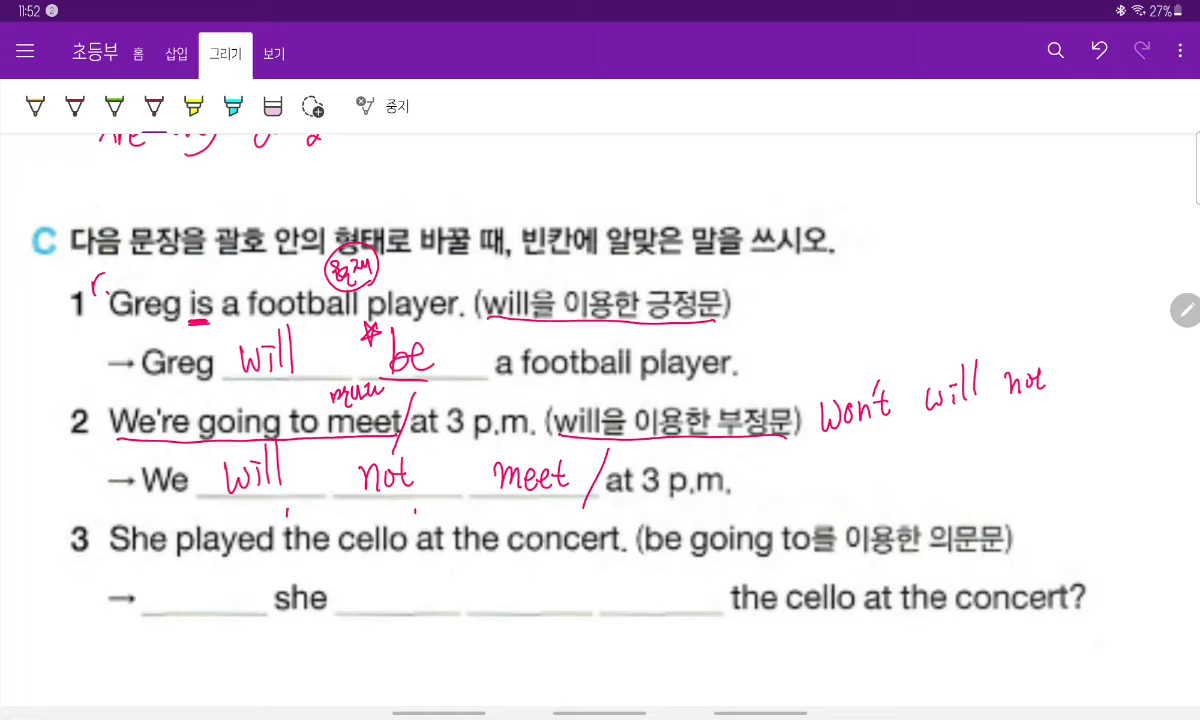 11:52 2 27%
초등부 홈 삽입 그리기 보기
중지
C 다음 문장을 괄호 안의 형태로 바꿀 때, 빈칸에 알맞은 말을 쓰시오.
1 Greg is a football player. (will을 이용한 긍정문)
→ Greg will be a football player.
2 We're going to meet / at 3 p.m. (will을 이용한 부정문) won't will not
→ We will not meet / at 3 p.m.
3 She played the cello at the concert. (be going to를 이용한 의문문)
→ ______ she ______ ______ ______ the cello at the concert?